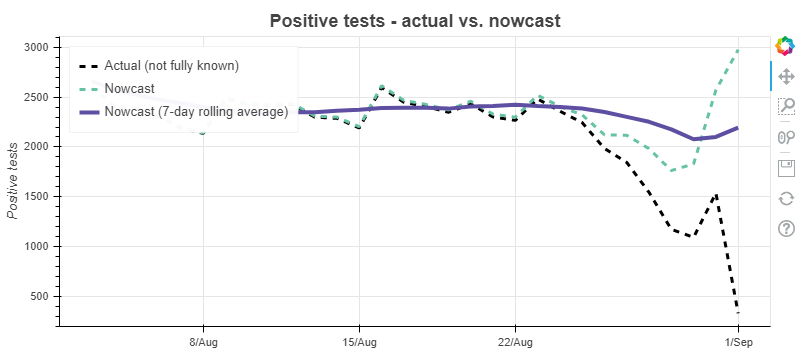 Positive tests - actual vs. nowcast
3000
2500
2000
1500
1000
500
Positive tests
Actual (not fully known)
Nowcast
Nowcast (7-day rolling average)
8/Aug
15/Aug
22/Aug
1/Sep